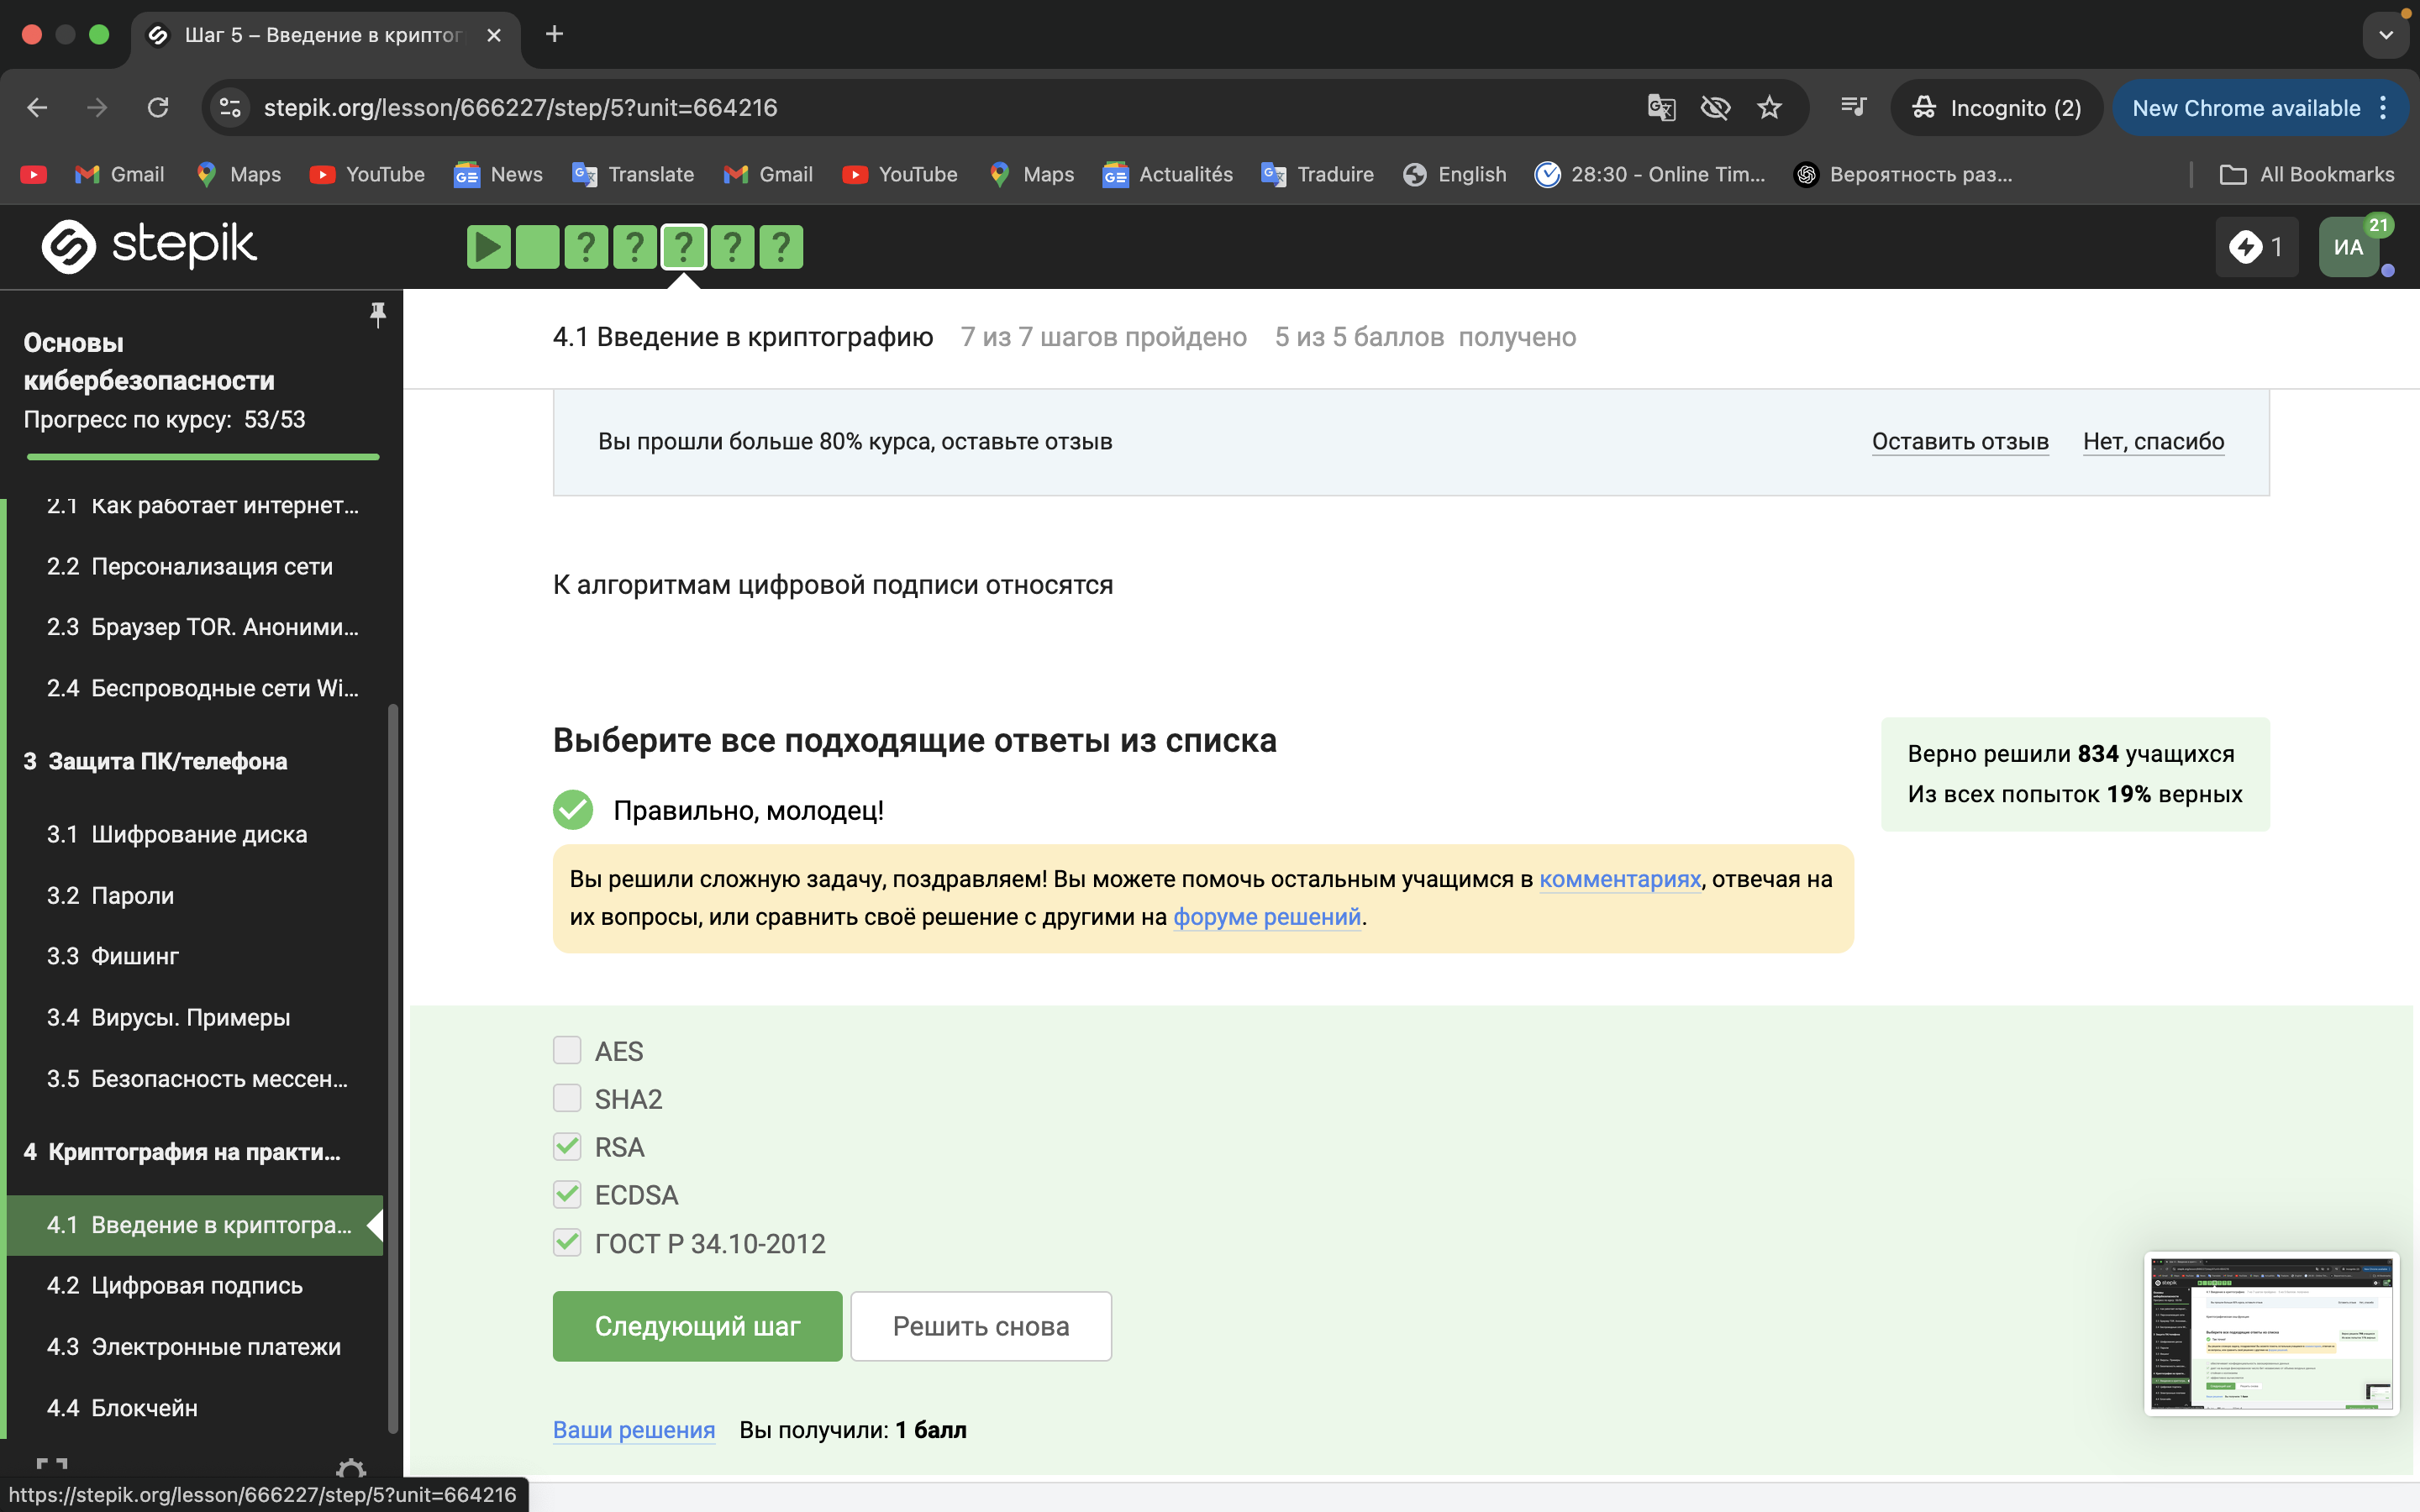 Шаг 5 – Введение в криптог
stepik.org/lesson/666227/step/5?unit=664216
Incognito (2)
New Chrome available
Gmail
Maps
YouTube
News
Translate
Gmail
YouTube
Maps
Actualités
Traduire
English
28:30 - Online Tim...
Вероятность раз...
All Bookmarks
stepik
? ? ? ? ?
1
ИА
21
Основы
кибербезопасности
Прогресс по курсу: 53/53
2.1 Как работает интернет...
2.2 Персонализация сети
2.3 Браузер TOR. Аноними...
2.4 Беспроводные сети Wi...
3 Защита ПК/телефона
3.1 Шифрование диска
3.2 Пароли
3.3 Фишинг
3.4 Вирусы. Примеры
3.5 Безопасность мессен...
4 Криптография на практи...
4.1 Введение в криптогра...
4.2 Цифровая подпись
4.3 Электронные платежи
4.4 Блокчейн
4.1 Введение в криптографию 7 из 7 шагов пройдено 5 из 5 баллов получено
Вы прошли больше 80% курса, оставьте отзыв
Оставить отзыв
Нет, спасибо
К алгоритмам цифровой подписи относятся
Выберите все подходящие ответы из списка
Верно решили 834 учащихся
Из всех попыток 19% верных
Правильно, молодец!
Вы решили сложную задачу, поздравляем! Вы можете помочь остальным учащимся в комментариях, отвечая на
их вопросы, или сравнить своё решение с другими на форуме решений.
AES
SHA2
RSA
ECDSA
ГОСТ Р 34.10-2012
Следующий шаг
Решить снова
Ваши решения
Вы получили: 1 балл
https://stepik.org/lesson/666227/step/5?unit=664216